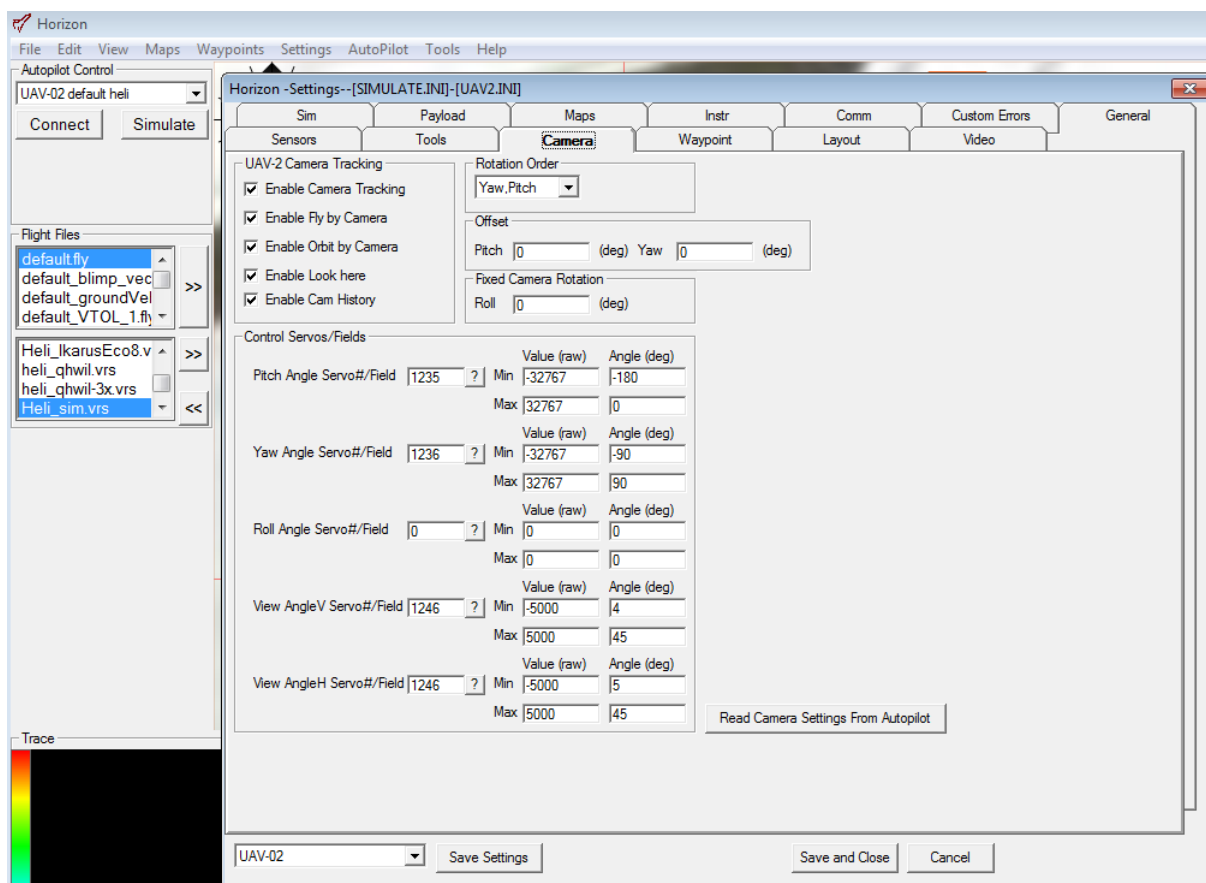 Horizon
File Edit View Maps Waypoints Settings AutoPilot Tools Help
Autopilot Control
UAV-02 default heli
Connect Simulate
Flight Files
default.fly
default_blimp_vec
default_groundVel
default_VTOL_1.fly
>>
Heli_IkarusEco8.v
heli_qhwil.vrs
heli_qhwil-3x.vrs
Heli_sim.vrs
>>
<<
Trace
Horizon -Settings--[SIMULATE.INI]-[UAV2.INI]
Sim Payload Maps Instr Comm Custom Errors General
Sensors Tools Camera Waypoint Layout Video
UAV-2 Camera Tracking
Enable Camera Tracking
Enable Fly by Camera
Enable Orbit by Camera
Enable Look here
Enable Cam History
Rotation Order
Yaw,Pitch
Offset
Pitch 0 (deg) Yaw 0 (deg)
Fixed Camera Rotation
Roll 0 (deg)
Control Servos/Fields
Value (raw) Angle (deg)
Pitch Angle Servo#/Field 1235 ? Min -32767 -180
Max 32767 0
Value (raw) Angle (deg)
Yaw Angle Servo#/Field 1236 ? Min -32767 -90
Max 32767 90
Value (raw) Angle (deg)
Roll Angle Servo#/Field 0 ? Min 0 0
Max 0 0
Value (raw) Angle (deg)
View AngleV Servo#/Field 1246 ? Min -5000 4
Max 5000 45
Value (raw) Angle (deg)
View AngleH Servo#/Field 1246 ? Min -5000 5
Max 5000 45
Read Camera Settings From Autopilot
UAV-02 Save Settings Save and Close Cancel